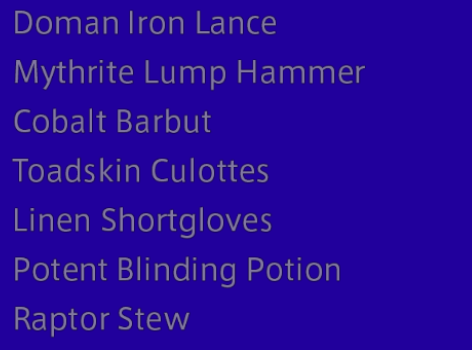 Doman Iron Lance
Mythrite Lump Hammer
Cobalt Barbut
Toadskin Culottes
Linen Shortgloves
Potent Blinding Potion
Raptor Stew